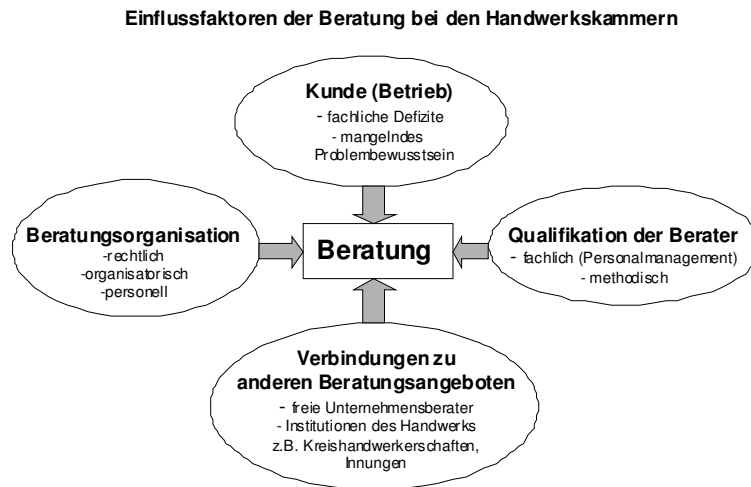 Einflussfaktoren der Beratung bei den Handwerkskammern
Kunde (Betrieb)
- fachliche Defizite
- mangelndes
Problembewusstsein
Beratungsorganisation
-rechtlich
-organisatorisch
-personell
Beratung
Qualifikation der Berater
- fachlich (Personalmanagement)
- methodisch
Verbindungen zu
anderen Beratungsangeboten
- freie Unternehmensberater
- Institutionen des Handwerks
z.B. Kreishandwerkerschaften,
Innungen